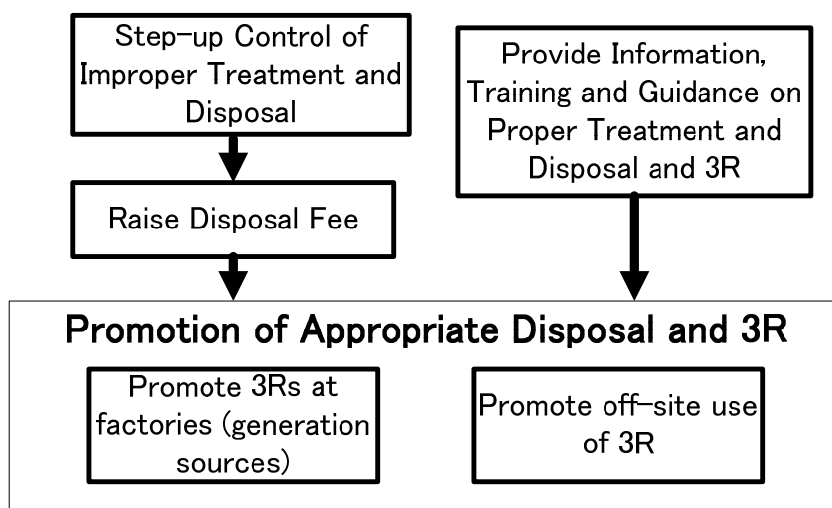 Step-up Control of
Improper Treatment and
Disposal
Provide Information,
Training and Guidance on
Proper Treatment and
Disposal and 3R
Raise Disposal Fee
Promotion of Appropriate Disposal and 3R
Promote 3Rs at
factories (generation
sources)
Promote off-site use
of 3R